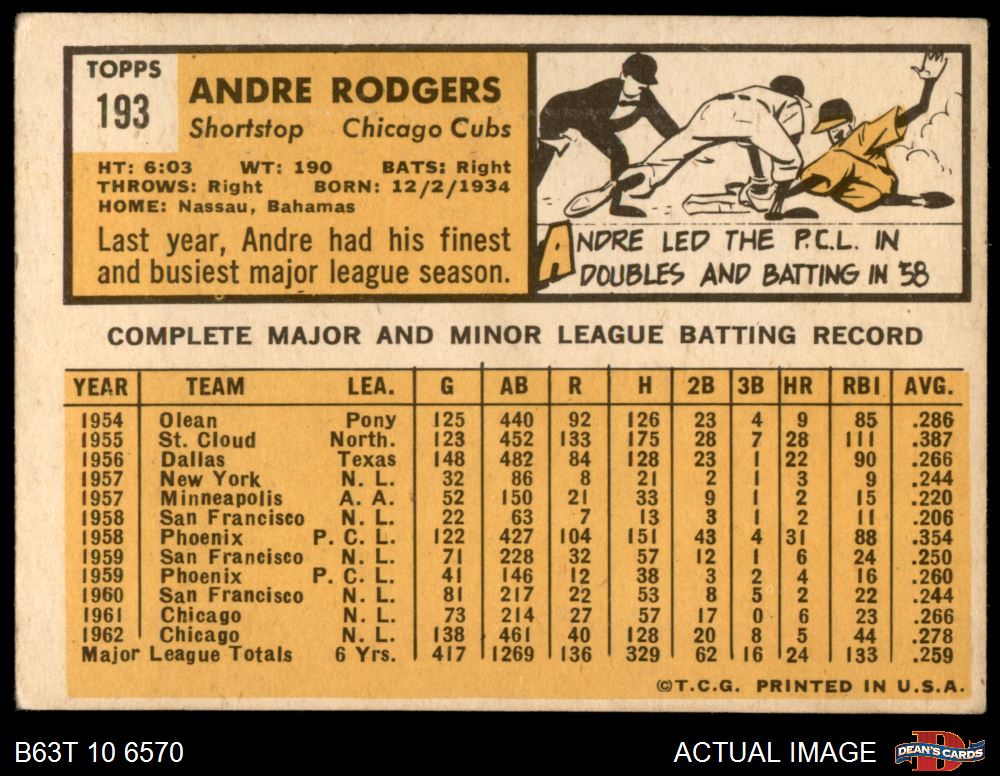 TOPPS
193
ANDRE RODGERS
Shortstop Chicago Cubs
HT: 6:03 WT: 190 BATS: Right
THROWS: Right BORN: 12/2/1934
HOME: Nassau, Bahamas
Last year, Andre had his finest
and busiest major league season.
ANDRE LED THE P.C.L. IN
DOUBLES AND BATTING IN '58
COMPLETE MAJOR AND MINOR LEAGUE BATTING RECORD
YEAR TEAM LEA. G AB R H 2B 3B HR RBI AVG.
1954 Olean Pony 125 440 92 126 23 4 9 85 .286
1955 St. Cloud North. 123 452 133 175 28 7 28 111 .387
1956 Dallas Texas 148 482 84 128 23 1 22 90 .266
1957 New York N. L. 32 86 8 21 2 1 3 9 .244
1957 Minneapolis A. A. 52 150 21 33 9 1 2 15 .220
1958 San Francisco N. L. 22 63 7 13 3 1 2 11 .206
1958 Phoenix P. C. L. 122 427 104 151 43 4 31 88 .354
1959 San Francisco N. L. 71 228 32 57 12 1 6 24 .250
1959 Phoenix P. C. L. 41 146 12 38 3 2 4 16 .260
1960 San Francisco N. L. 81 217 22 53 8 5 2 22 .244
1961 Chicago N. L. 73 214 27 57 17 0 6 23 .266
1962 Chicago N. L. 138 461 40 128 20 8 5 44 .278
Major League Totals 6 Yrs. 417 1269 136 329 62 16 24 133 .259
©T.C.G. PRINTED IN U.S.A.
B63T 10 6570 ACTUAL IMAGE D DEAN'S CARDS